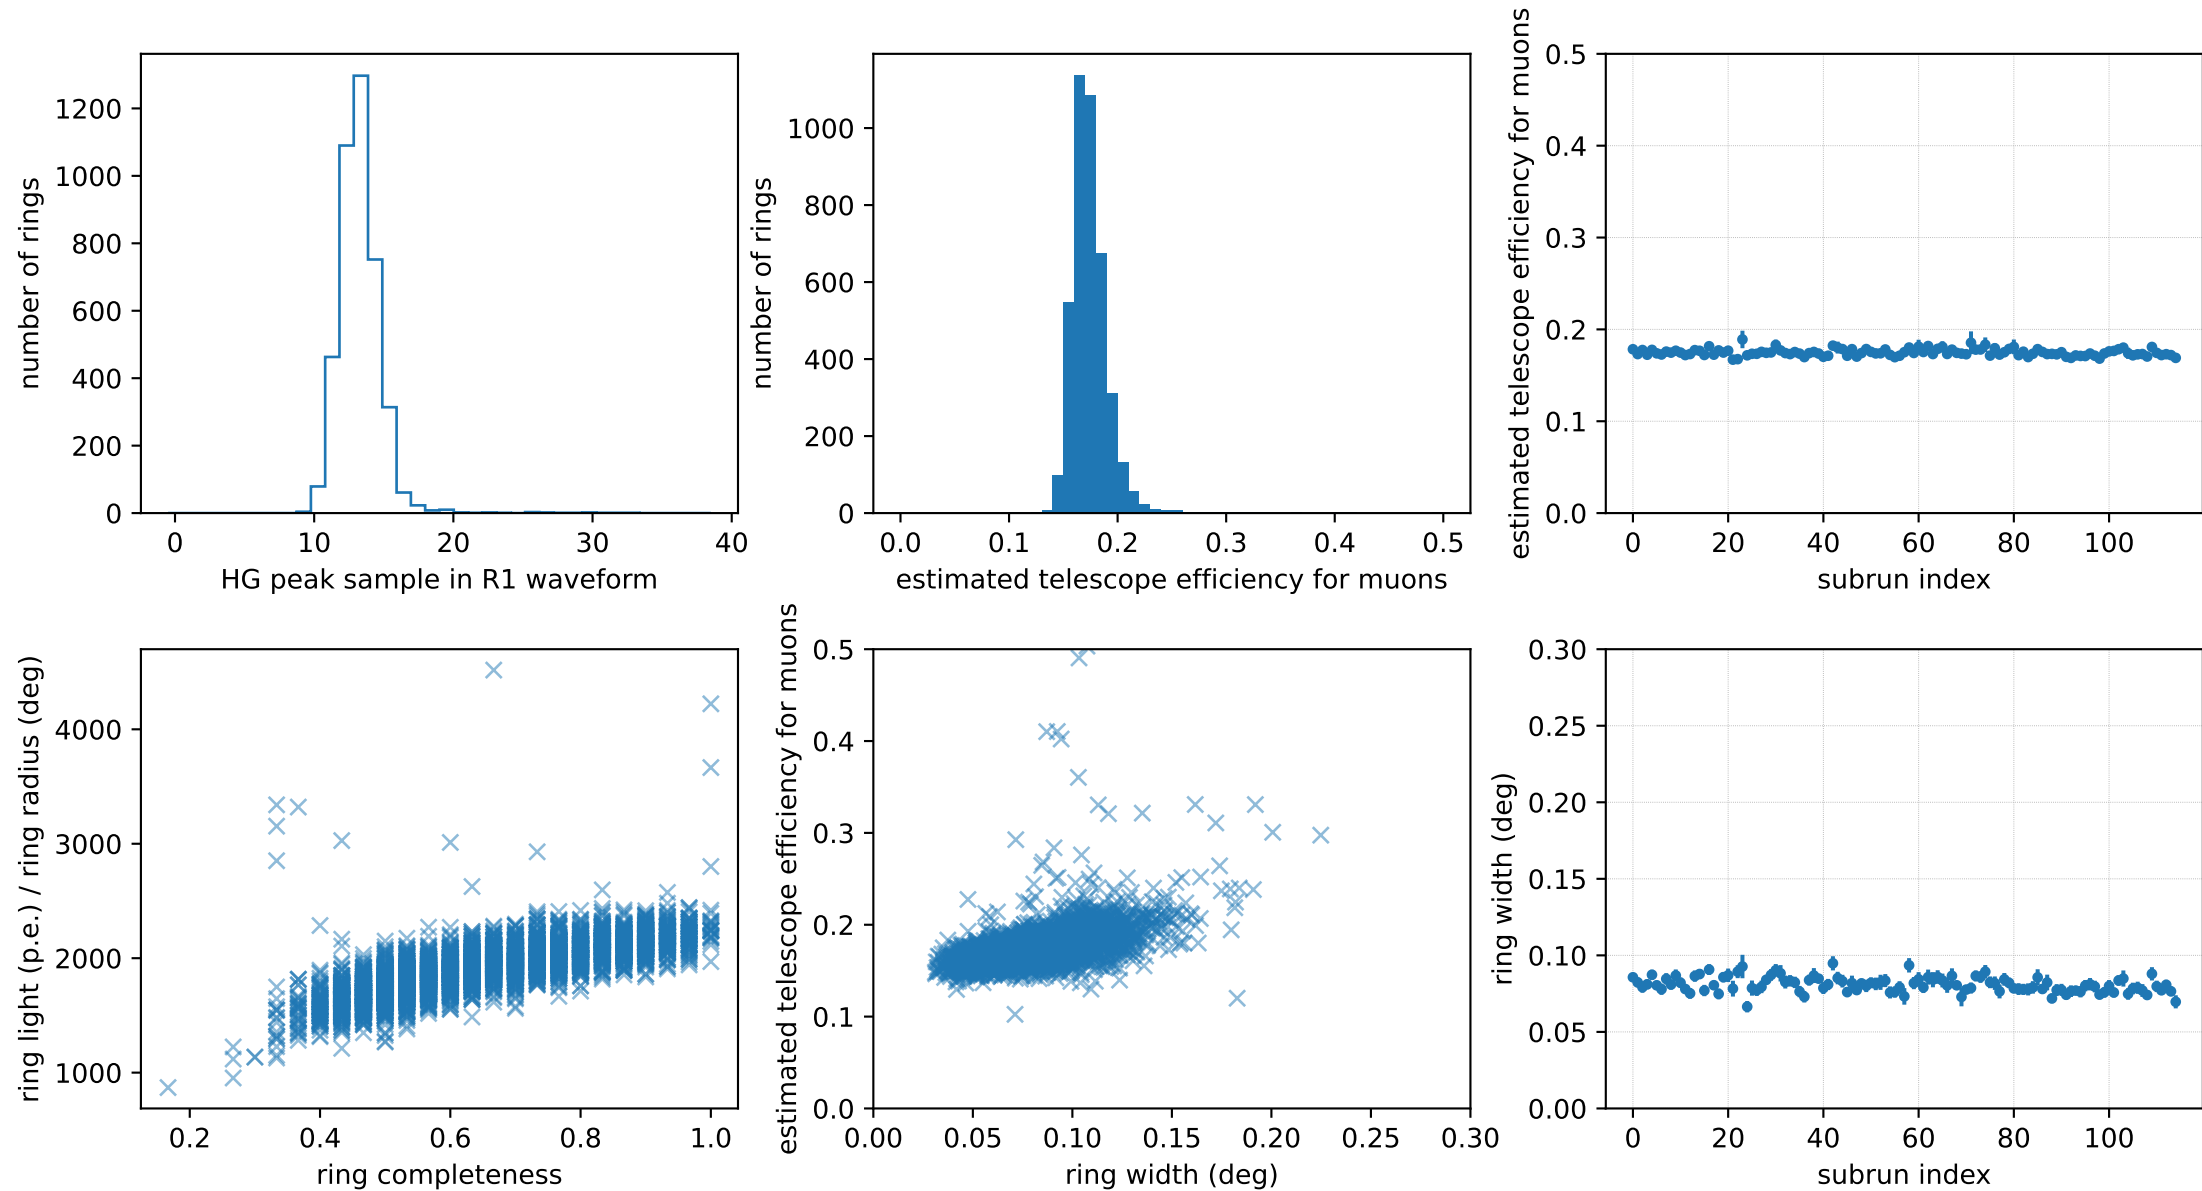 number of rings
1200
1000
800
600
400
200
0
0 10 20 30 40
HG peak sample in R1 waveform
number of rings
1000
800
600
400
200
0
0.0 0.1 0.2 0.3 0.4 0.5
estimated telescope efficiency for muons
estimated telescope efficiency for muons
0.5
0.4
0.3
0.2
0.1
0.0
0 20 40 60 80 100
subrun index
ring light (p.e.) / ring radius (deg)
4000
3000
2000
1000
0.2 0.4 0.6 0.8 1.0
ring completeness
estimated telescope efficiency for muons
0.5
0.4
0.3
0.2
0.1
0.0
0.00 0.05 0.10 0.15 0.20 0.25 0.30
ring width (deg)
ring width (deg)
0.30
0.25
0.20
0.15
0.10
0.05
0.00
0 20 40 60 80 100
subrun index